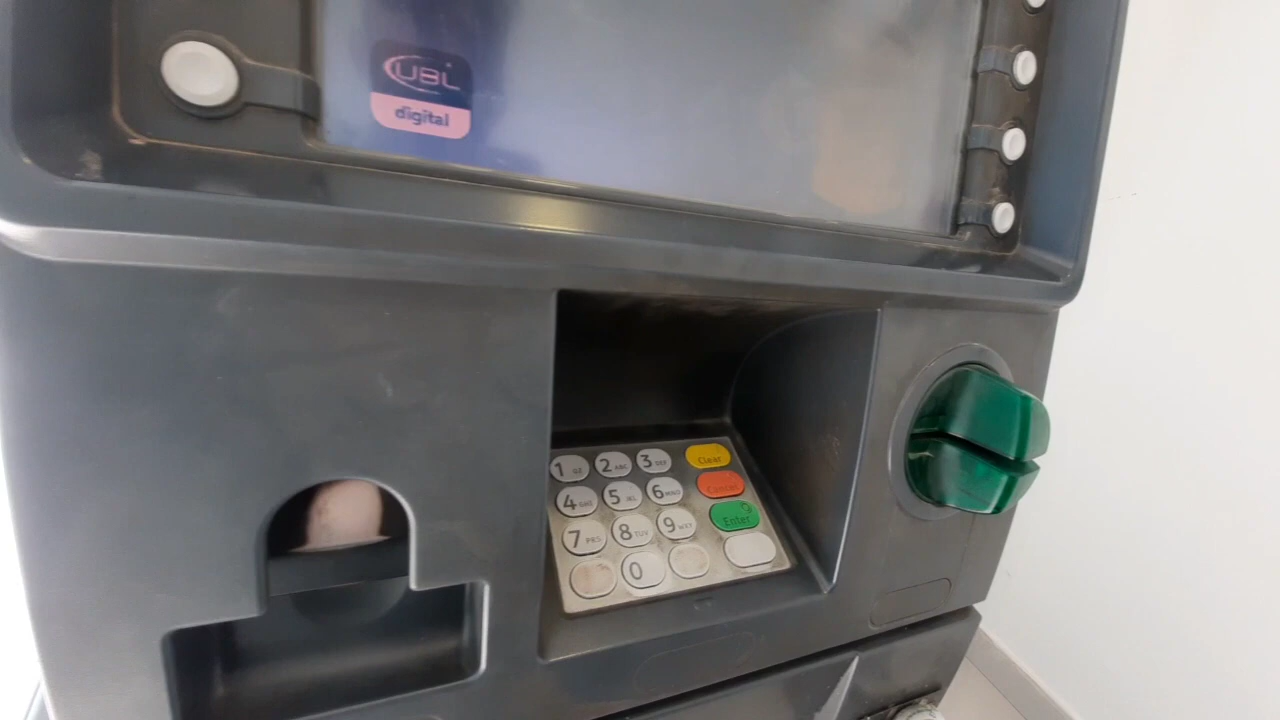 UBL
digital
1 QZ 2 ABC 3 DEF Clear
4 GHI 5 JKL 6 MNO Cancel
7 PRS 8 TUV 9 WXY Enter
0